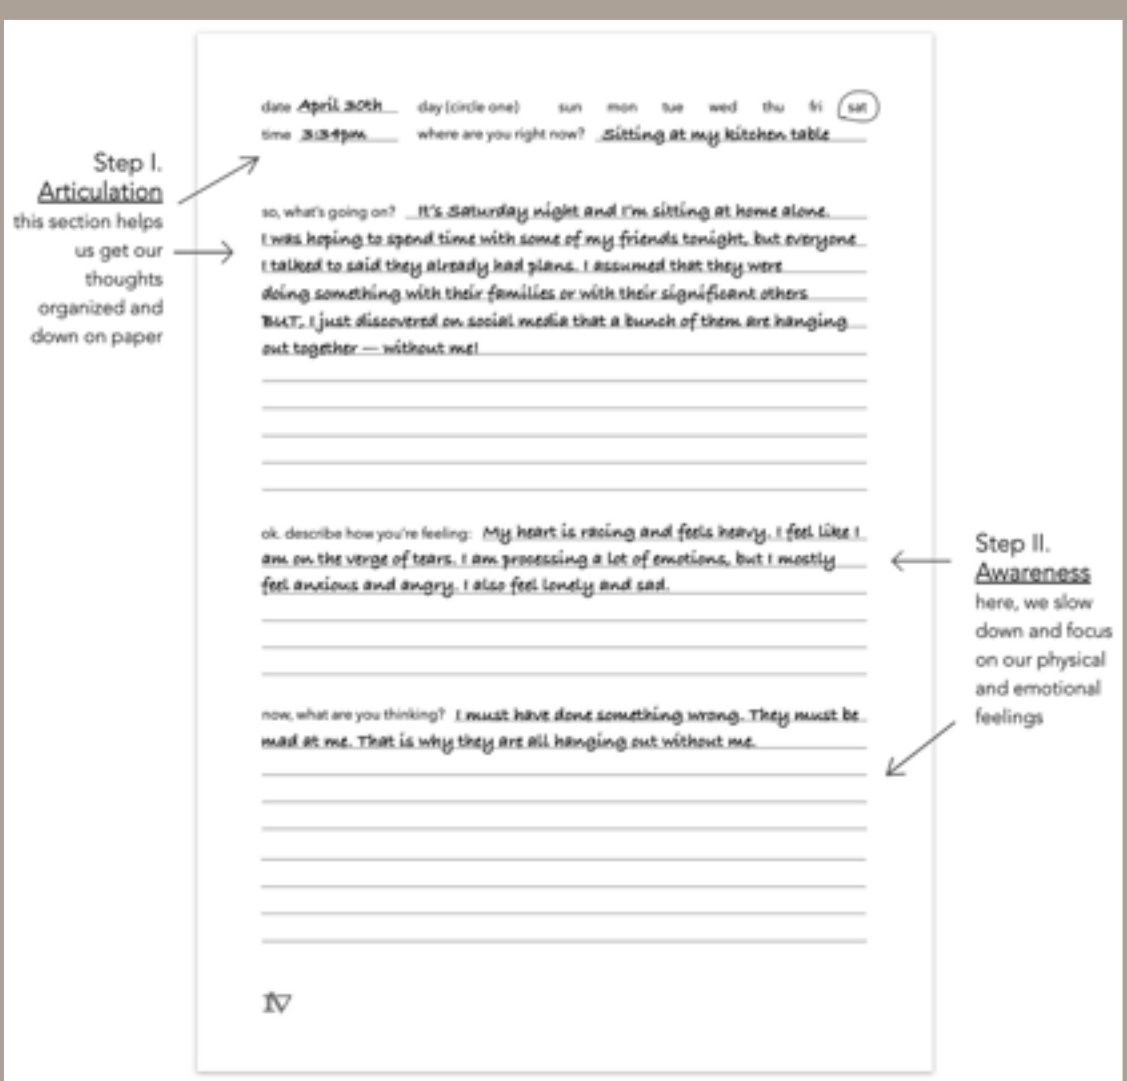 date April 30th day (circle one) sun mon tue wed thu fri sat
time 3:34pm where are you right now? Sitting at my kitchen table
Step I.
Articulation
this section helps
us get our
thoughts
organized and
down on paper
so, what's going on? It's Saturday night and I'm sitting at home alone.
I was hoping to spend time with some of my friends tonight, but everyone
I talked to said they already had plans. I assumed that they were
doing something with their families or with their significant others
BUT, I just discovered on social media that a bunch of them are hanging
out together — without me!
ok. describe how you're feeling: My heart is racing and feels heavy. I feel like I
am on the verge of tears. I am processing a lot of emotions, but I mostly
feel anxious and angry. I also feel lonely and sad.
Step II.
Awareness
here, we slow
down and focus
on our physical
and emotional
feelings
now, what are you thinking? I must have done something wrong. They must be
mad at me. That is why they are all hanging out without me.